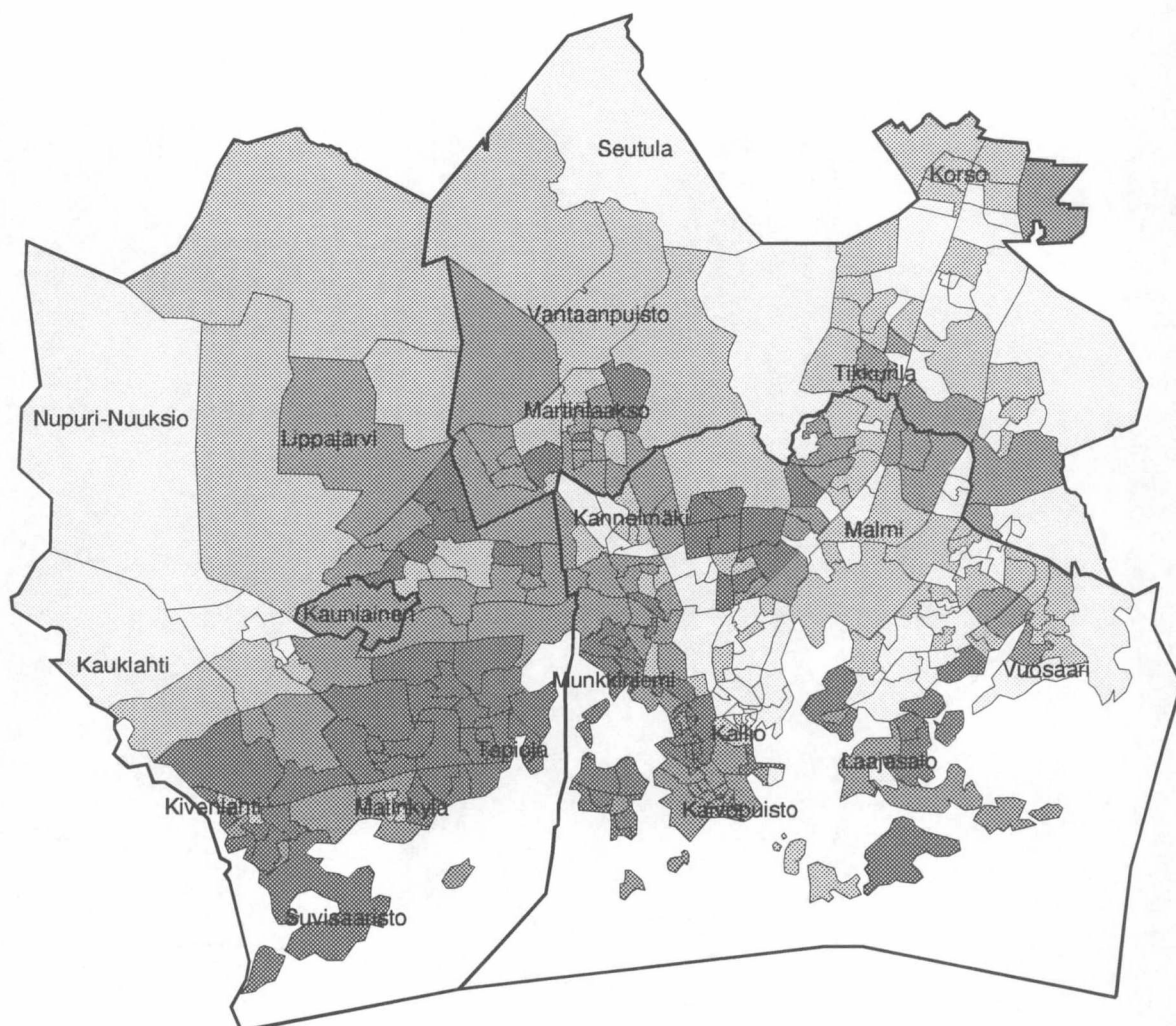 Seutula
Korso
Vantaanpuisto
Tikkurila
Nupuri-Nuuksio
Lippajärvi
Martinlaakso
Kannelmäki
Malmi
Kauniainen
Kauklahti
Munkkiniemi
Vuosaari
Kallio
Tapiola
Laajasalo
Kivenlahti
Matinkylä
Kaivopuisto
Suvisaaristo